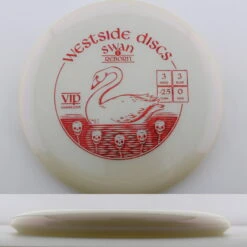 WESTSIDE DISCS
SWAN
REBORN
3 3
-2.5 0
VIP